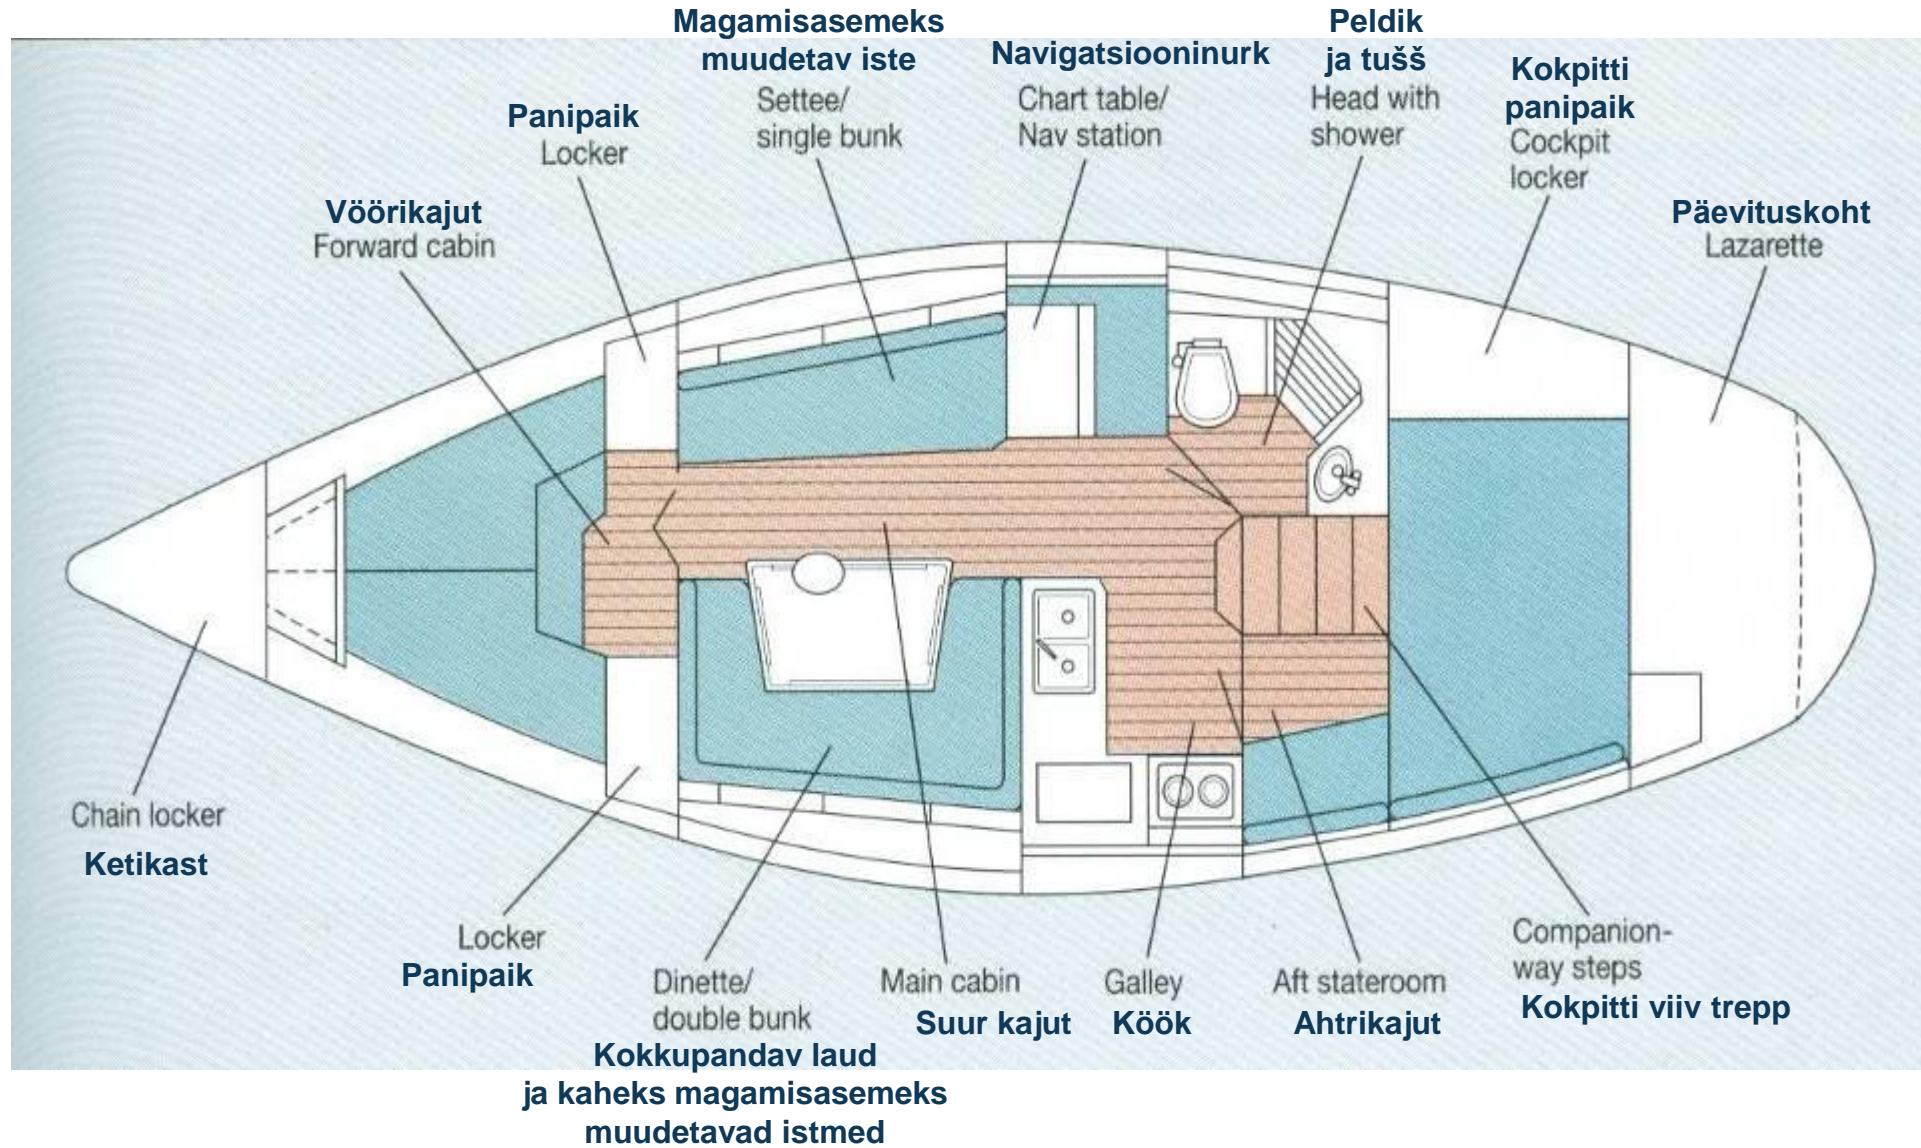 Magamisasemeks
muudetav iste
Settee/
single bunk
Navigatsiooninurk
Chart table/
Nav station
Peldik
ja tušš
Head with
shower
Kokpitti
panipaik
Cockpit
locker
Panipaik
Locker
Vöörikajut
Forward cabin
Päevituskoht
Lazarette
Chain locker
Ketikast
Locker
Panipaik
Dinette/
double bunk
Kokkupandav laud
ja kaheks magamisasemeks
muudetavad istmed
Main cabin
Suur kajut
Galley
Köök
Aft stateroom
Ahtrikajut
Companion-
way steps
Kokpitti viiv trepp